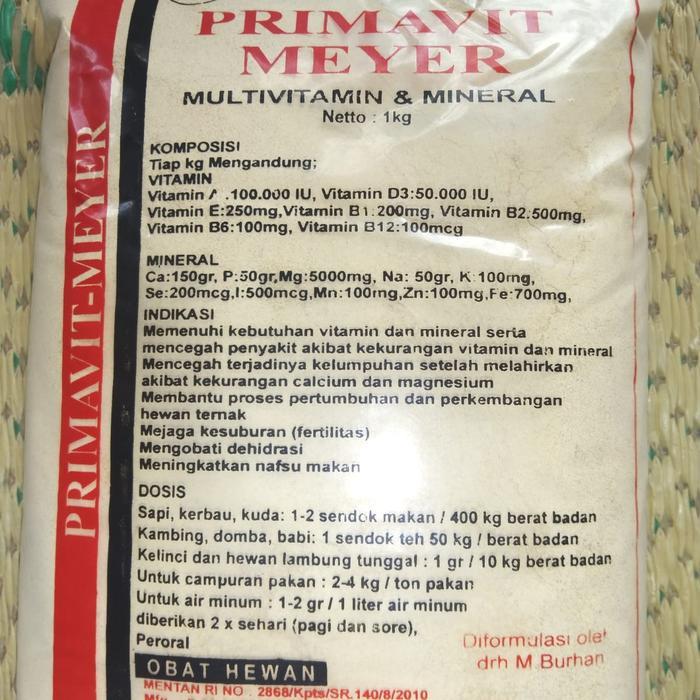 PRIMAVIT
MEYER
MULTIVITAMIN & MINERAL
Netto : 1kg
PRIMAVIT-MEYER
KOMPOSISI
Tiap kg Mengandung;
VITAMIN
Vitamin A .100.000 IU, Vitamin D3:50.000 IU,
Vitamin E:250mg,Vitamin B1:200mg, Vitamin B2:500mg,
Vitamin B6:100mg, Vitamin B12:100mcg
MINERAL
Ca:150gr, P:50gr,Mg:5000mg, Na: 50gr, K:100mg,
Se:200mcg,I:500mcg,Mn:100mg,Zn:100mg,Fe:700mg,
INDIKASI
Memenuhi kebutuhan vitamin dan mineral serta
mencegah penyakit akibat kekurangan vitamin dan mineral
Mencegah terjadinya kelumpuhan setelah melahirkan
akibat kekurangan calcium dan magnesium
Membantu proses pertumbuhan dan perkembangan
hewan ternak
Mejaga kesuburan (fertilitas)
Mengobati dehidrasi
Meningkatkan nafsu makan
DOSIS
Sapi, kerbau, kuda: 1-2 sendok makan / 400 kg berat badan
Kambing, domba, babi: 1 sendok teh 50 kg / berat badan
Kelinci dan hewan lambung tunggal : 1 gr / 10 kg berat badan
Untuk campuran pakan : 2-4 kg / ton pakan
Untuk air minum : 1-2 gr / 1 liter air minum
diberikan 2 x sehari (pagi dan sore),
Peroral
Diformulasi oleh
drh M.Burhan
OBAT HEWAN
MENTAN RI NO . 2868/Kpts/SR.140/8/2010